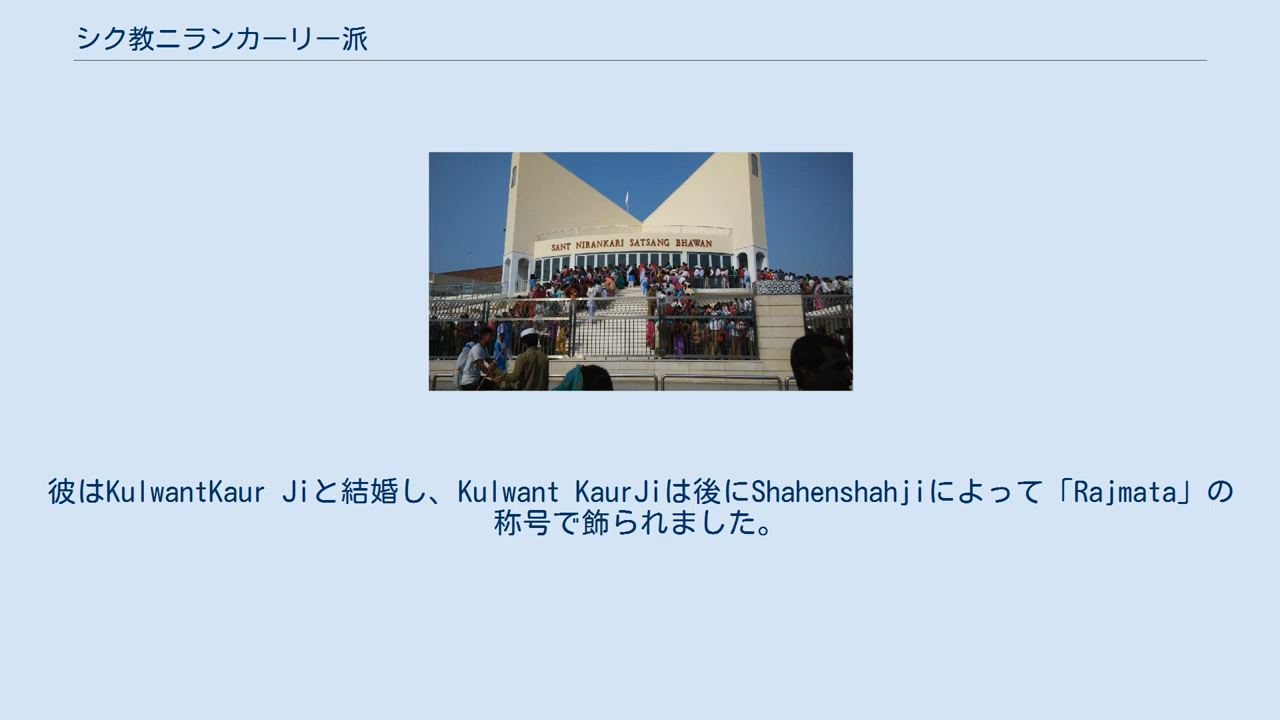 シク教ニランカーリー派
SANT NIRANKARI SATSANG BHAWAN
彼はKulwantKaur Jiと結婚し、Kulwant KaurJiは後にShahenshahjiによって「Rajmata」の
称号で飾られました。